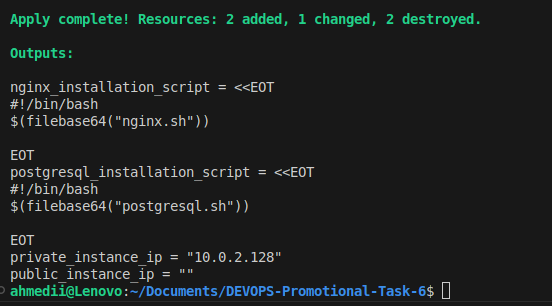 Apply complete! Resources: 2 added, 1 changed, 2 destroyed.
Outputs:
nginx_installation_script = <<EOT
#!/bin/bash
$(filebase64("nginx.sh"))
EOT
postgresql_installation_script = <<EOT
#!/bin/bash
$(filebase64("postgresql.sh"))
EOT
private_instance_ip = "10.0.2.128"
public_instance_ip = ""
ahmedii@Lenovo:~/Documents/DEVOPS-Promotional-Task-6$